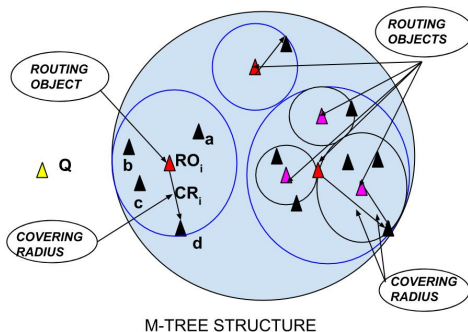 ROUTING
OBJECT
ROUTING
OBJECTS
a
b
RO i
Q
c
CR i
d
COVERING
RADIUS
COVERING
RADIUS
M-TREE STRUCTURE